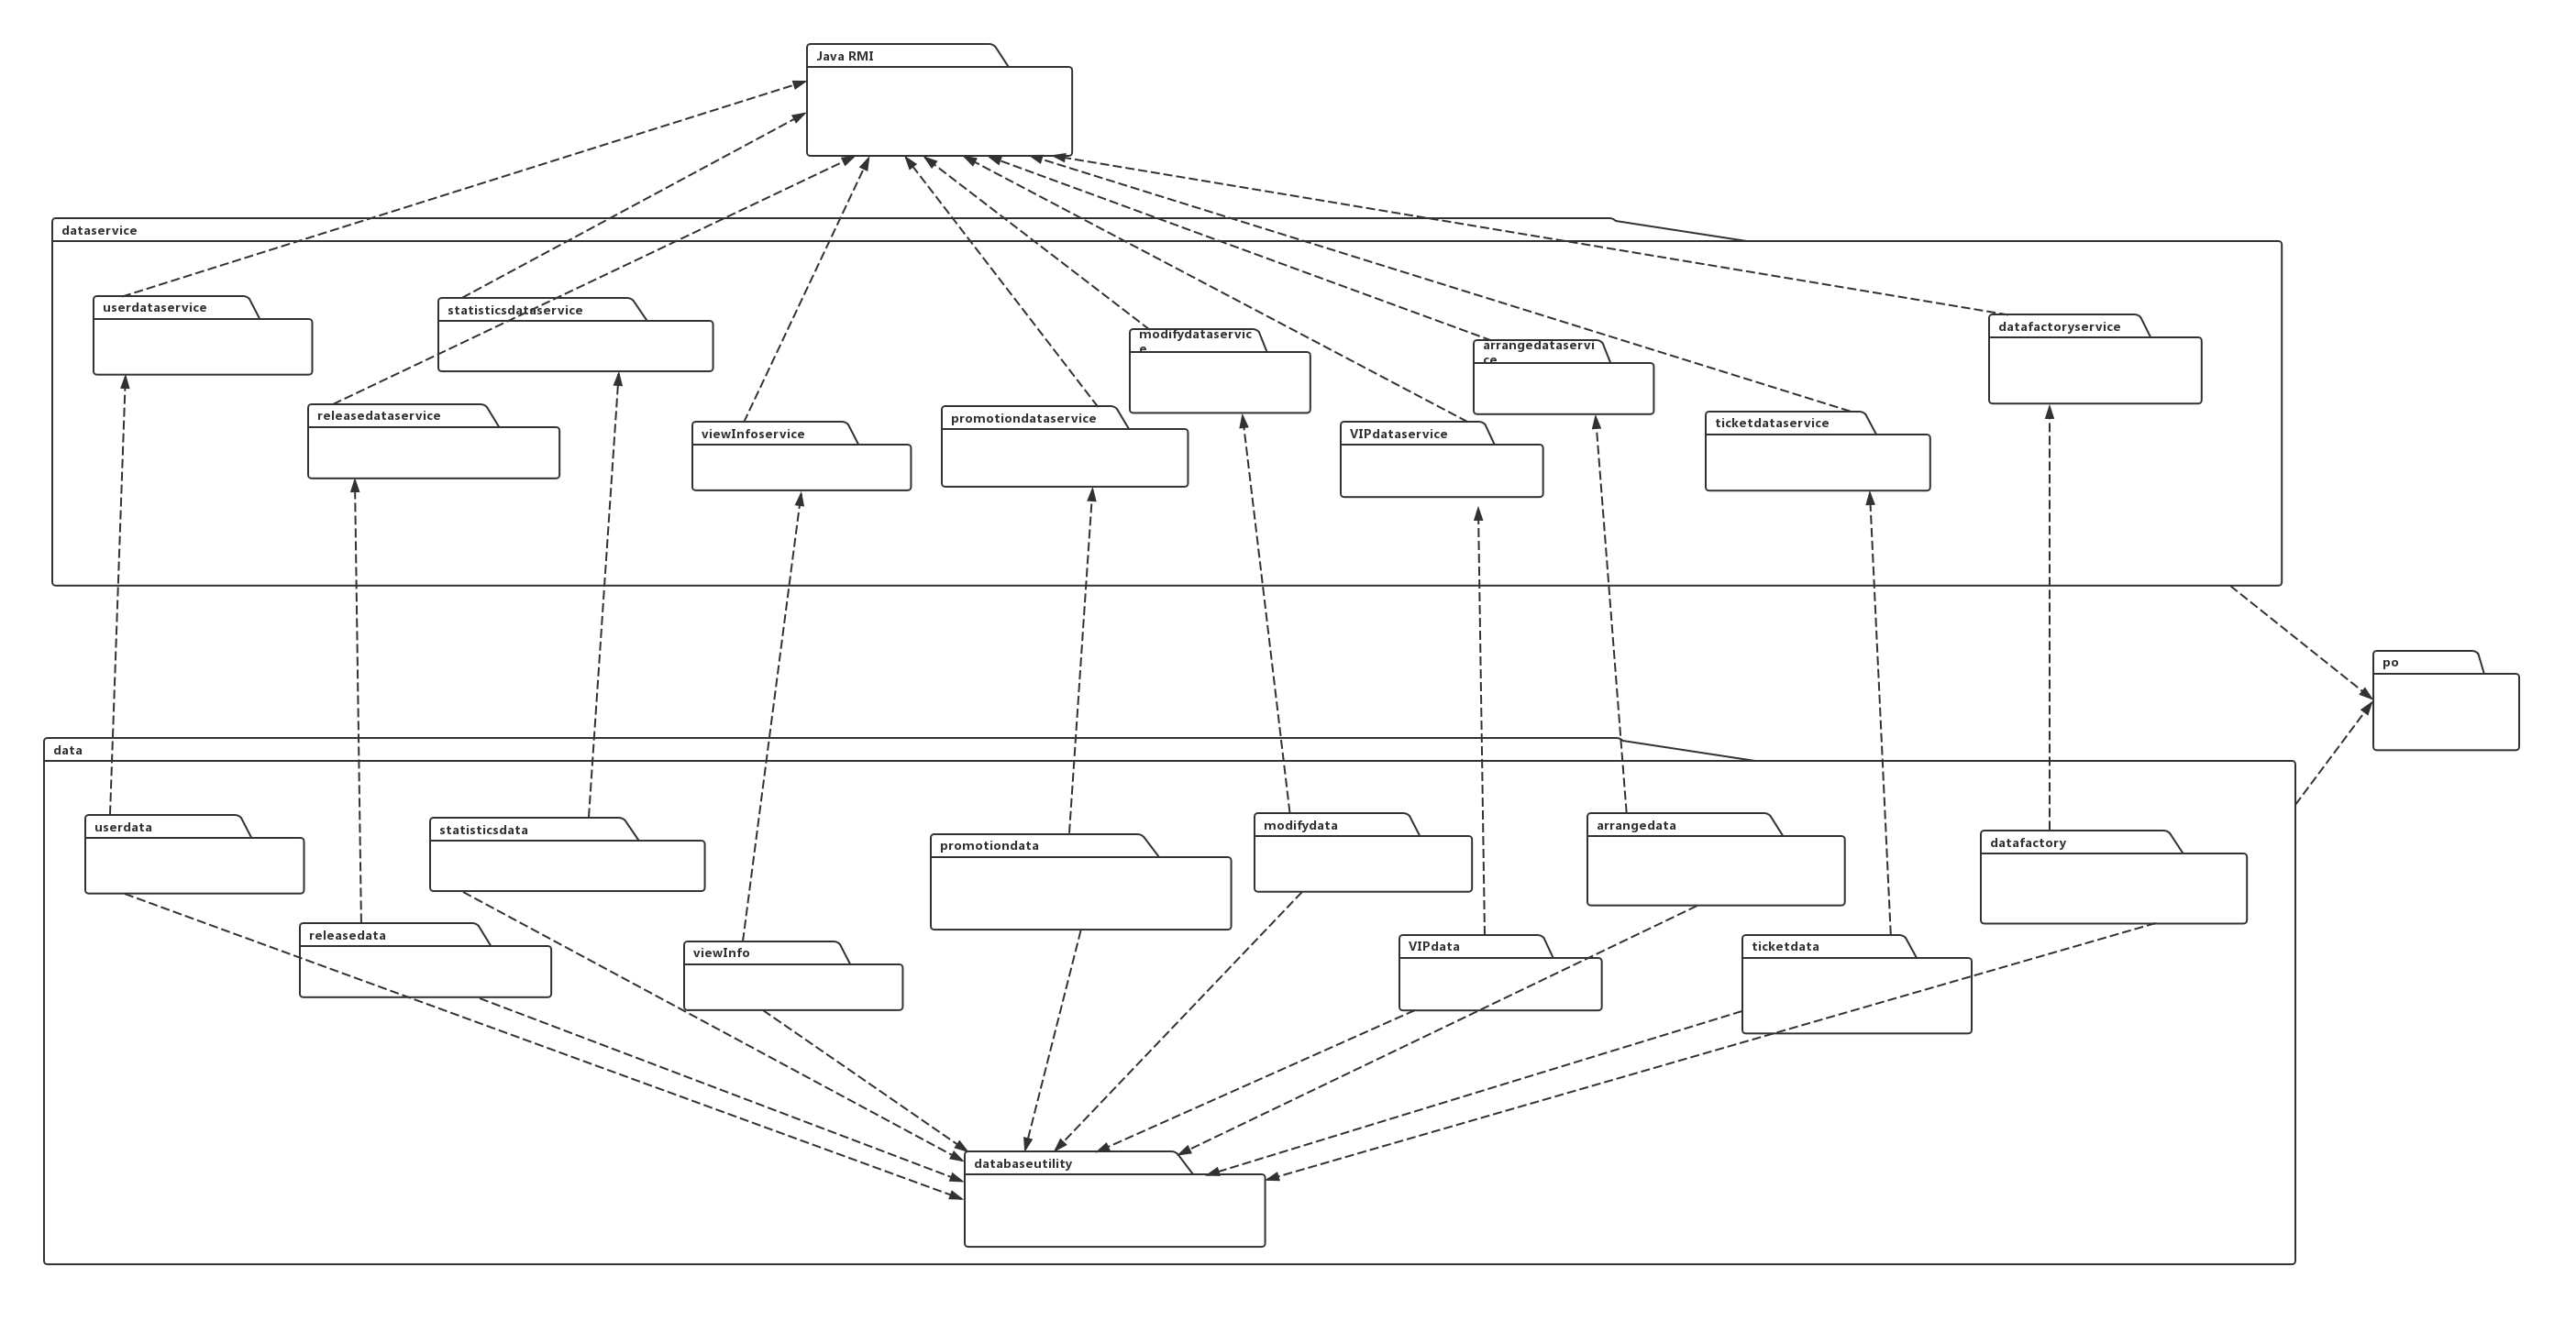 Java RMI
dataservice
userdataservice
statisticsdataservice
modifydataservic
e
arrangedataservi
ce
datafactoryservice
releasedataservice
viewInfoservice
promotiondataservice
VIPdataservice
ticketdataservice
po
data
userdata
statisticsdata
promotiondata
modifydata
arrangedata
datafactory
releasedata
viewInfo
VIPdata
ticketdata
databaseutility